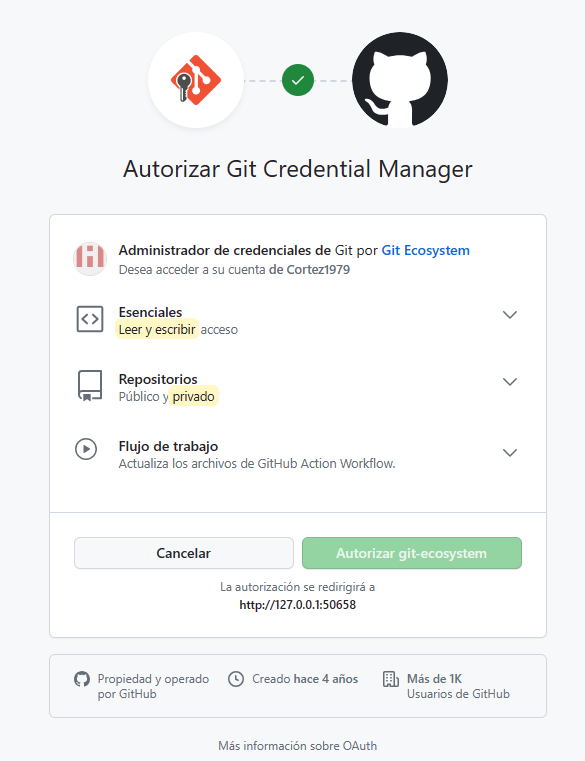 Autorizar Git Credential Manager
Administrador de credenciales de Git por Git Ecosystem
Desea acceder a su cuenta de Cortez1979
Esenciales
Leer y escribir acceso
Repositorios
Público y privado
Flujo de trabajo
Actualiza los archivos de GitHub Action Workflow.
Cancelar
Autorizar git-ecosystem
La autorización se redirigirá a
http://127.0.0.1:50658
Propiedad y operado
por GitHub
Creado hace 4 años
Más de 1K
Usuarios de GitHub
Más información sobre OAuth